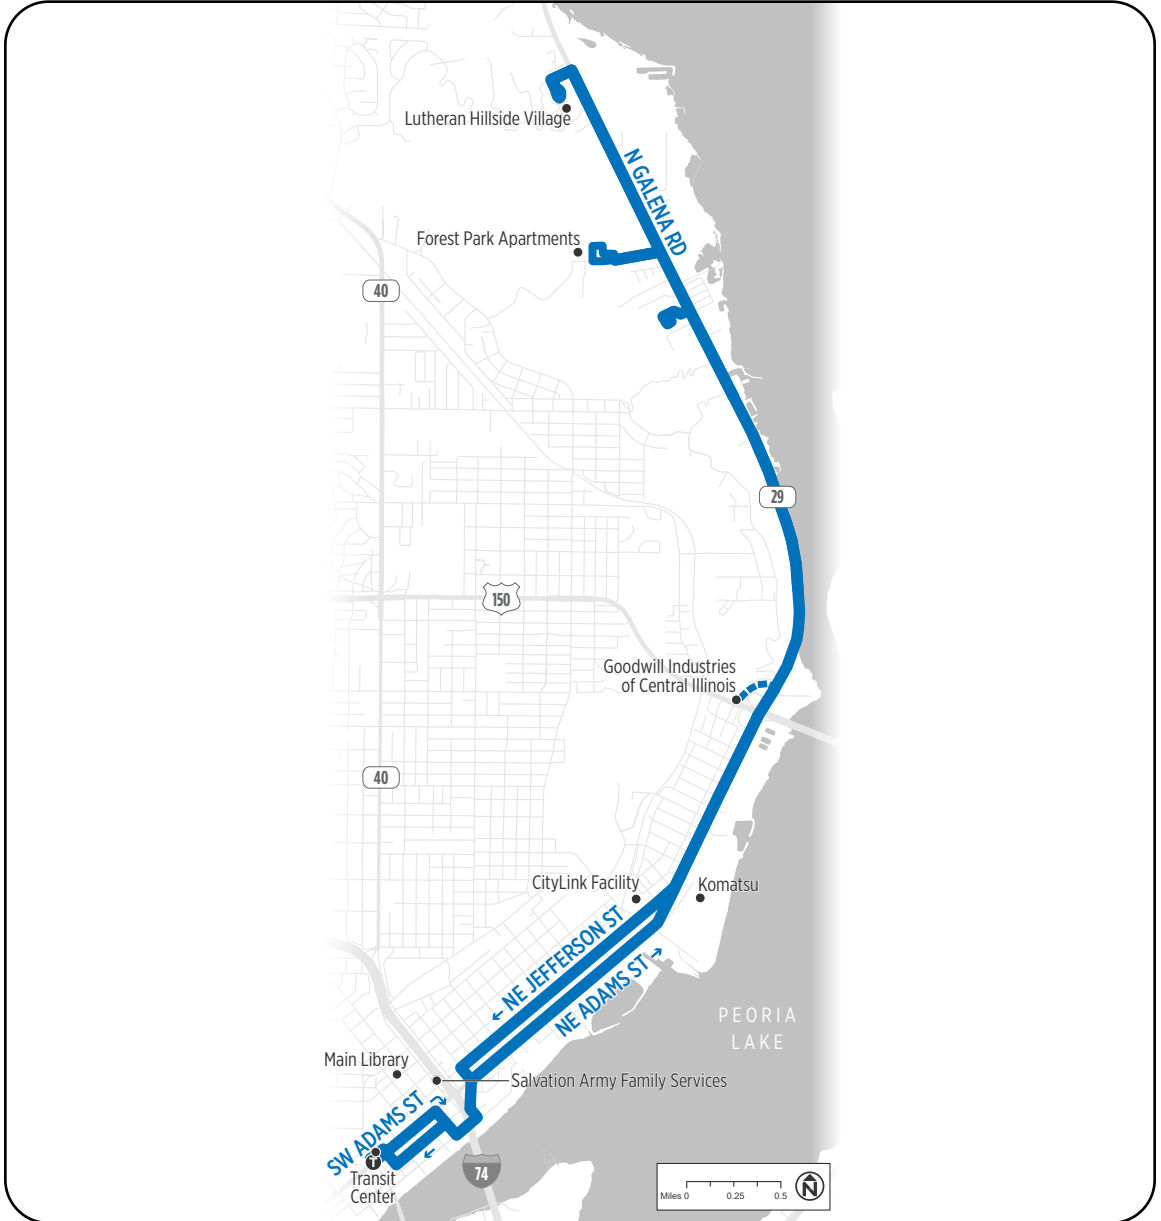 Lutheran Hillside Village
N GALENA RD
Forest Park Apartments
40
29
150
Goodwill Industries
of Central Illinois
40
CityLink Facility
Komatsu
← NE JEFFERSON ST
NE ADAMS ST →
PEORIA
LAKE
Main Library
Salvation Army Family Services
SW ADAMS ST
T
Transit
Center
74
Miles 0 0.25 0.5
N